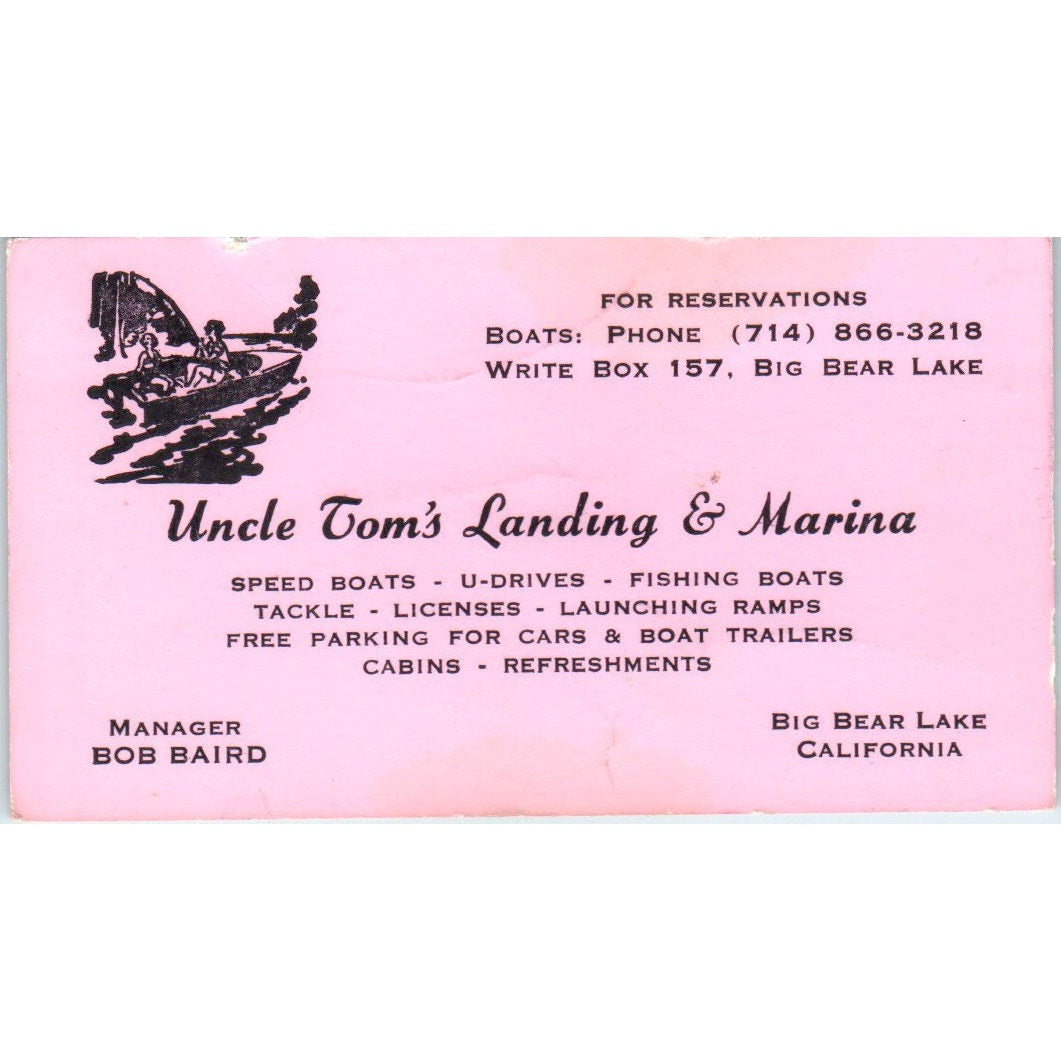 FOR RESERVATIONS
BOATS: PHONE (714) 866-3218
WRITE BOX 157, BIG BEAR LAKE
Uncle Tom's Landing & Marina
SPEED BOATS - U-DRIVES - FISHING BOATS
TACKLE - LICENSES - LAUNCHING RAMPS
FREE PARKING FOR CARS & BOAT TRAILERS
CABINS - REFRESHMENTS
MANAGER
BOB BAIRD
BIG BEAR LAKE
CALIFORNIA